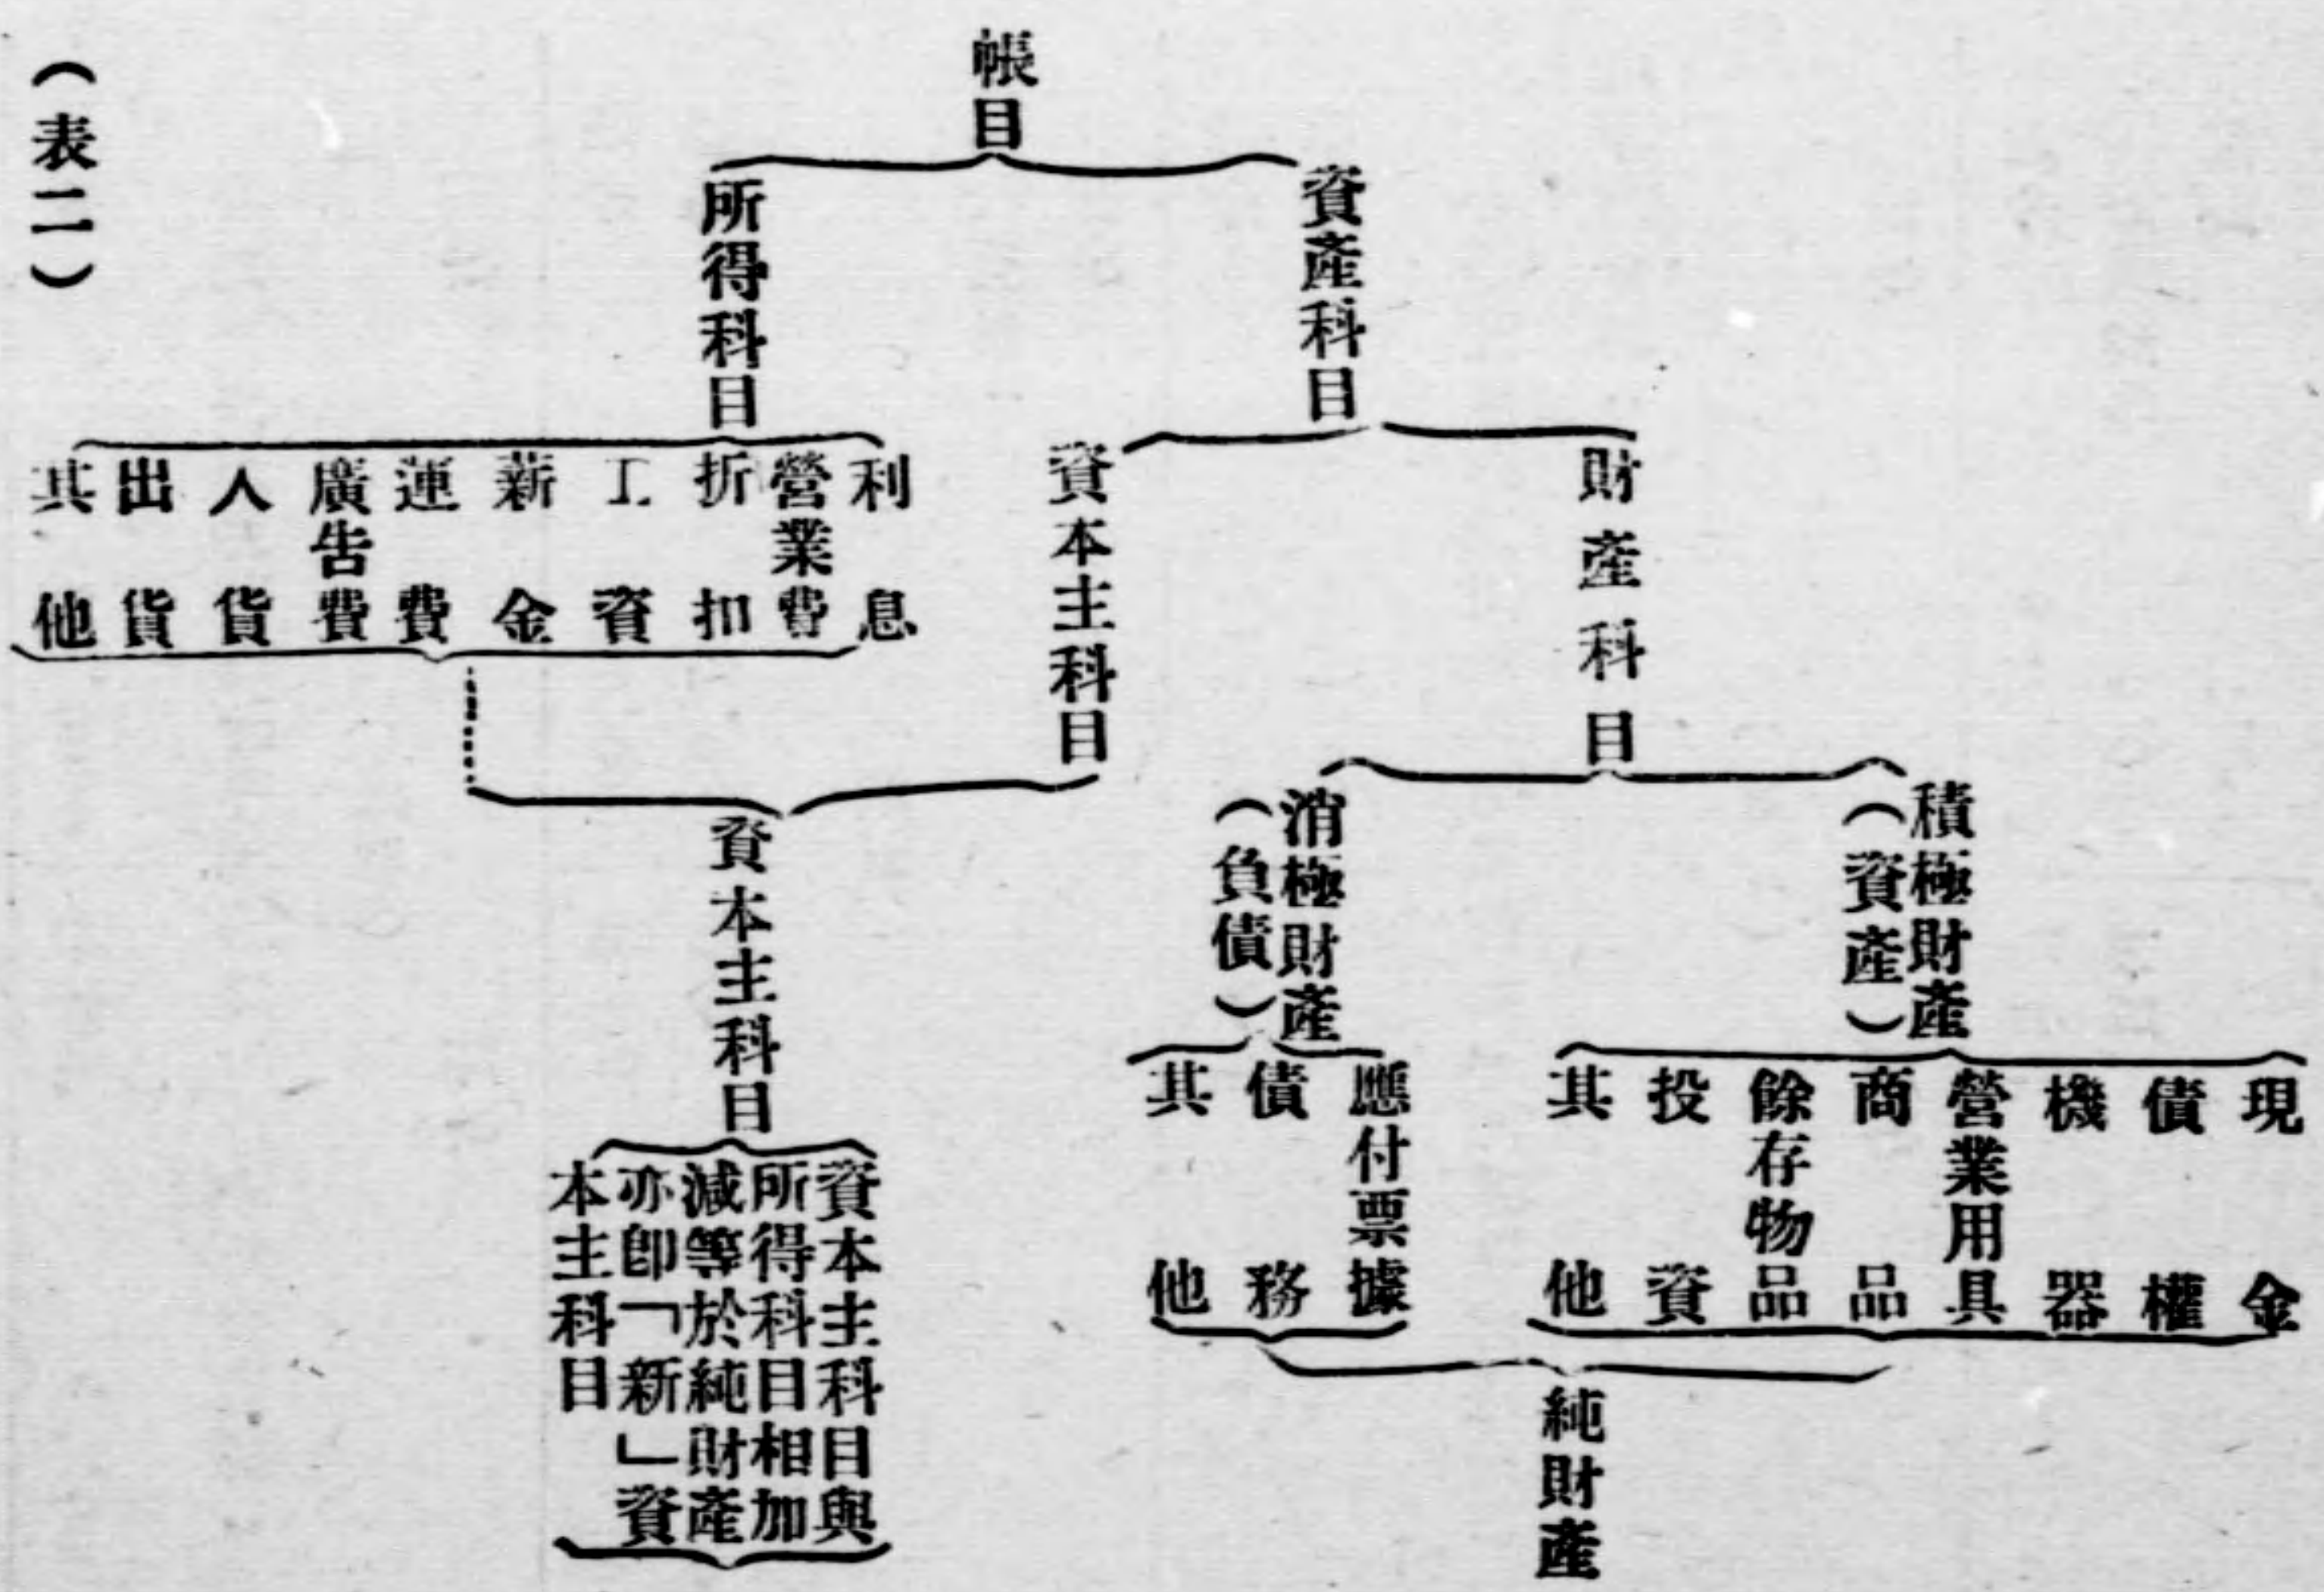 帳目
資產科目
財產科目
積極財產
（資產）
現金
債權
機器
營業用具
商品
餘存物品
投資
其他
消極財產
（負債）
應付票據
債務
其他
純財產
資本主科目
所得科目
利息
營業費
折扣
工資
薪金
運費
廣告費
入貨
出貨
其他
資本主科目
資本主科目與
所得科目相加
減等於純財產
亦即「新」資
本主科目
（表二）